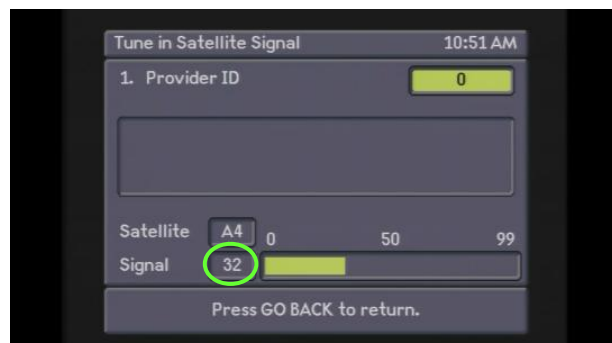 Tune in Satellite Signal 10:51 AM
1. Provider ID 0
Satellite A4 0 50 99
Signal 32
Press GO BACK to return.